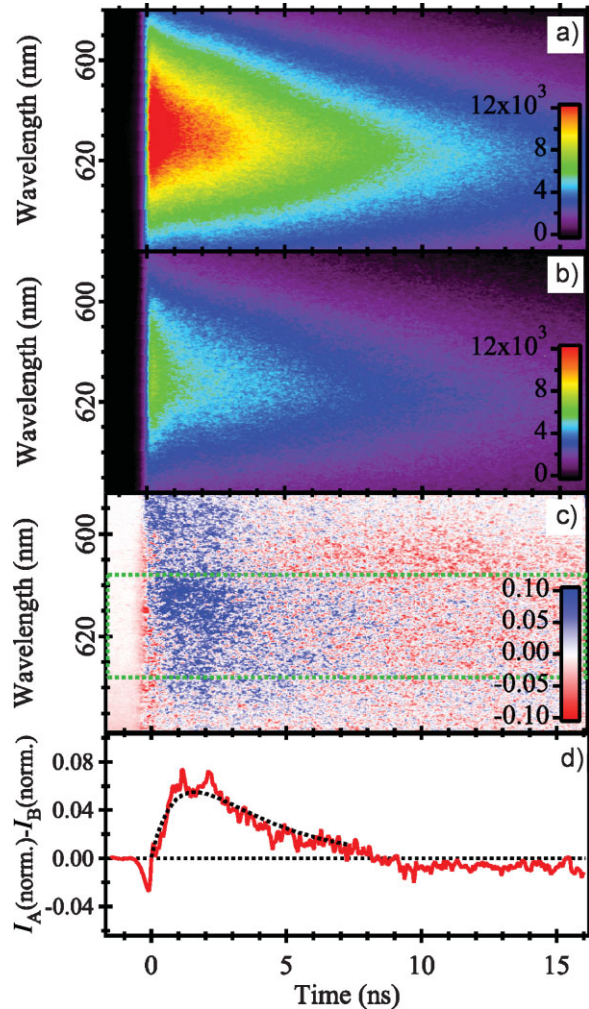 a)
Wavelength (nm)
600
620
12x10³
8
4
0
b)
Wavelength (nm)
600
620
12x10³
8
4
0
c)
Wavelength (nm)
600
620
0.10
0.05
0.00
-0.05
-0.10
d)
I_A(norm.)-I_B(norm.)
0.08
0.04
0.00
-0.04
0 5 10 15
Time (ns)